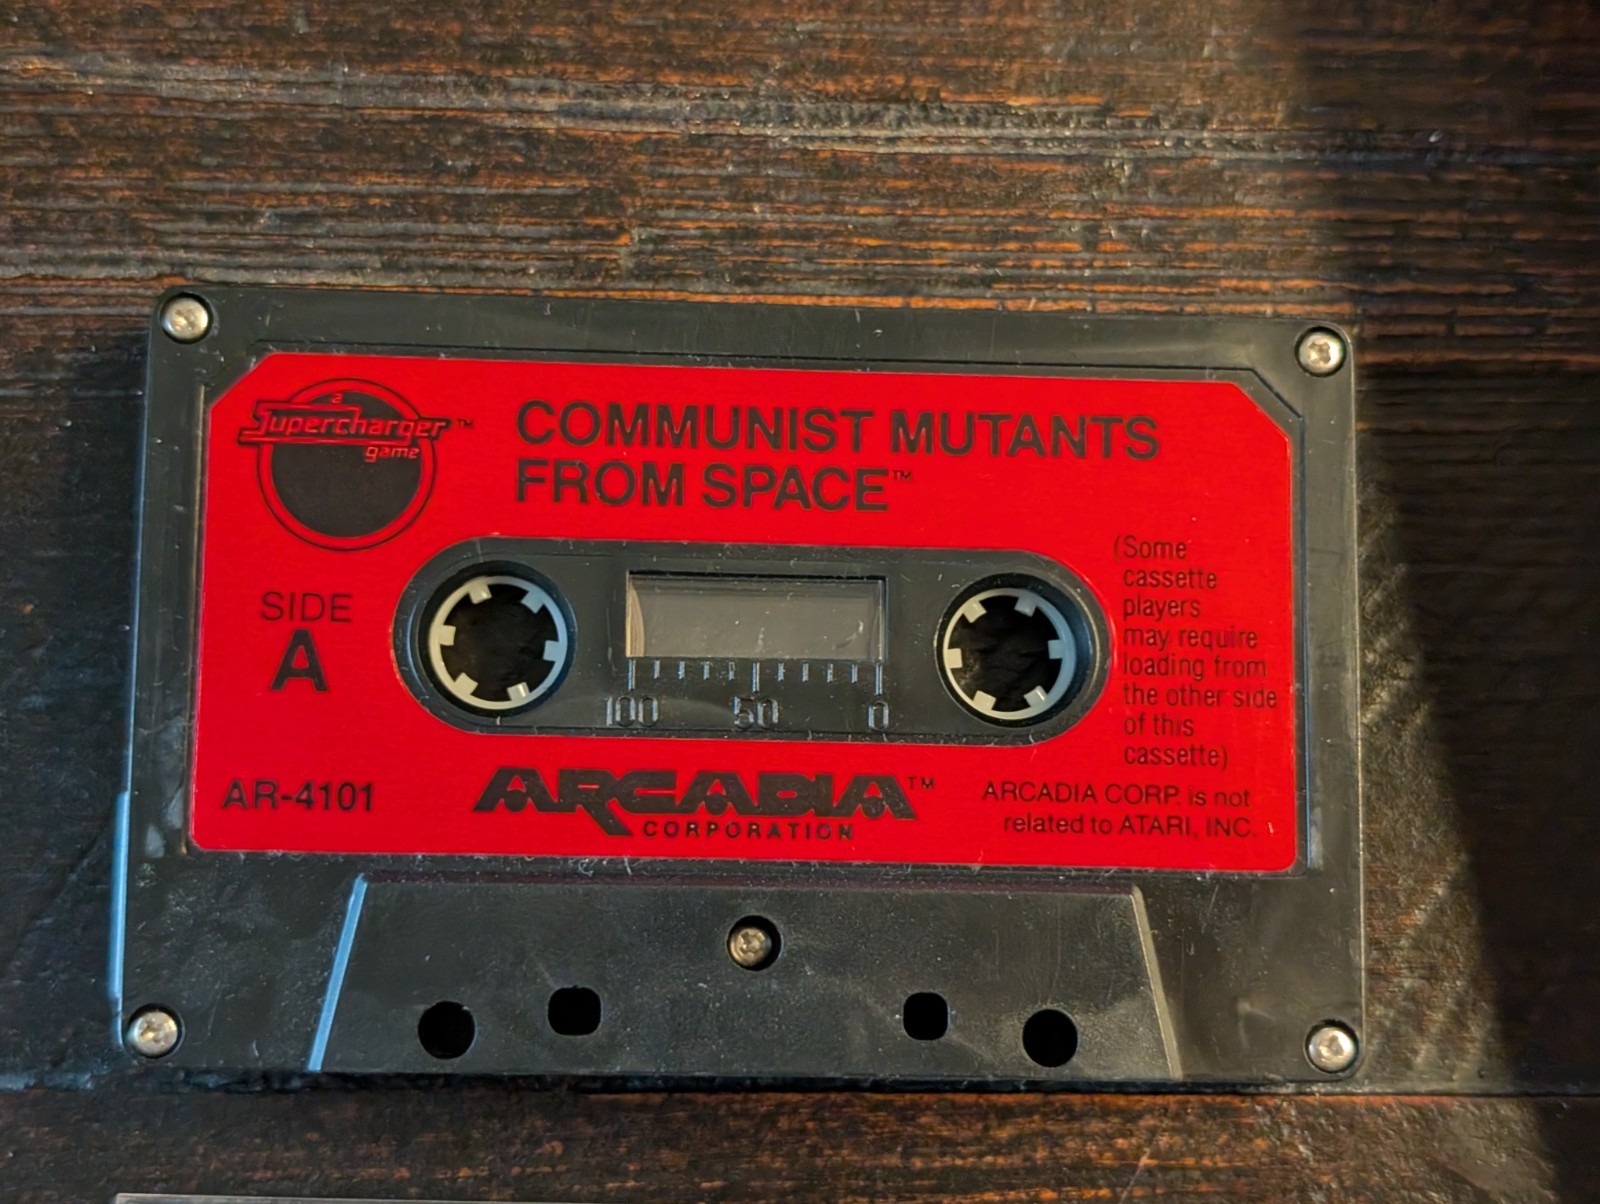 a
Supercharger™
game
COMMUNIST MUTANTS
FROM SPACE™
(Some
cassette
players
may require
loading from
the other side
of this
cassette)
SIDE
A
100 50 0
AR-4101
ARCADIA™
CORPORATION
ARCADIA CORP. is not
related to ATARI, INC.